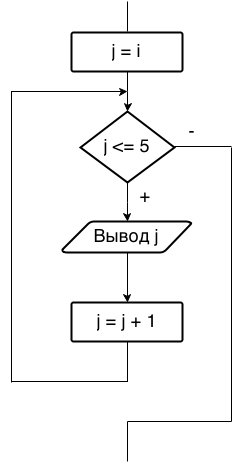 j = i
j <= 5
-
+
Вывод j
j = j + 1